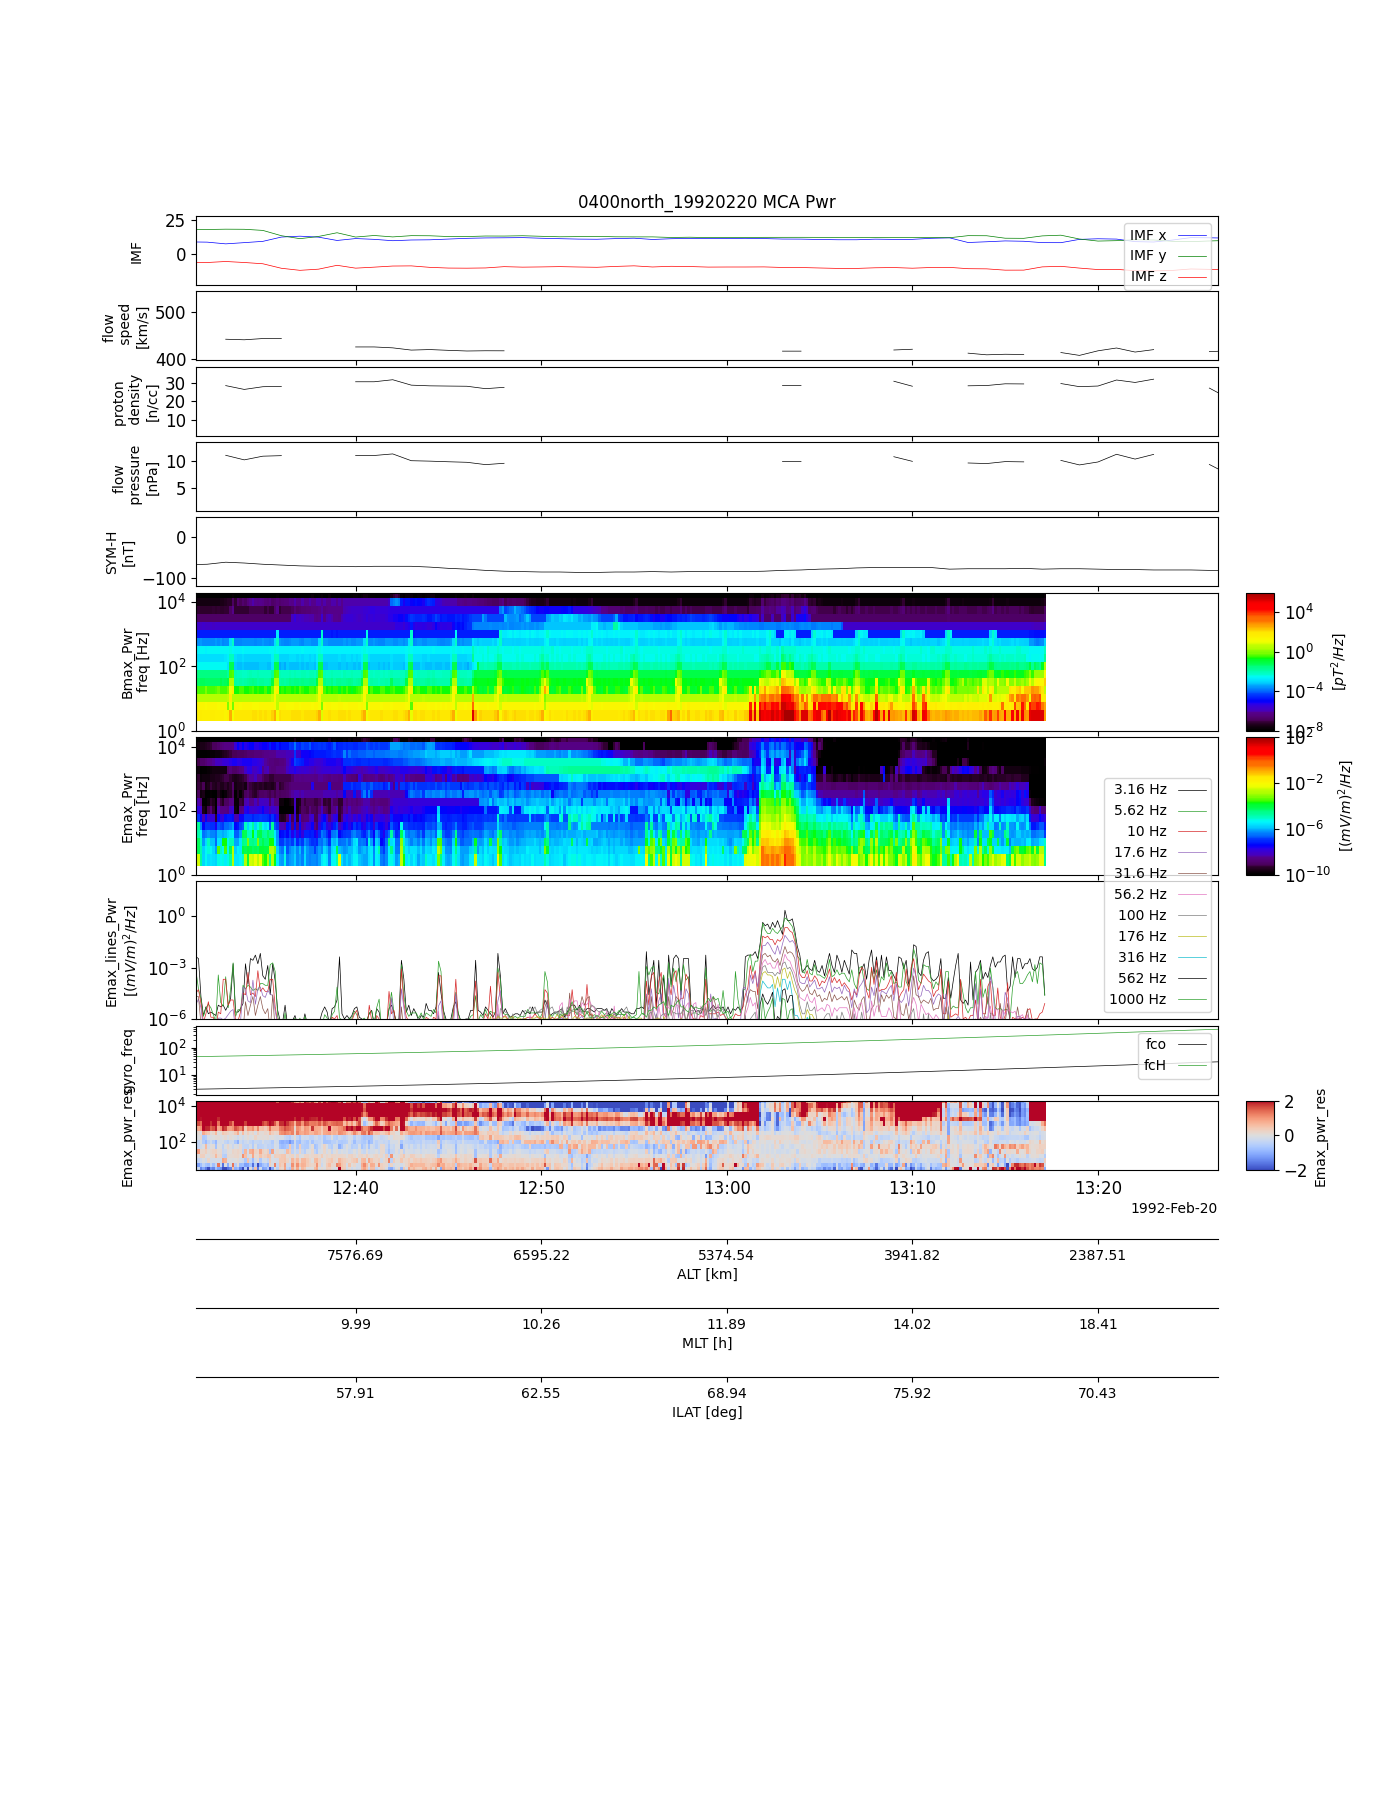 0400north_19920220 MCA Pwr
25
0
IMF
IMF x
IMF y
IMF z
500
400
flow
speed
[km/s]
30
20
10
proton
density
[n/cc]
10
5
flow
pressure
[nPa]
0
−100
SYM-H
[nT]
10^4
10^2
10^0
Bmax_Pwr
freq [Hz]
10^4
10^0
10^−4
10^−8
[pT^2/Hz]
10^4
10^2
10^0
Emax_Pwr
freq [Hz]
10^2
10^−2
10^−6
10^−10
[(mV/m)^2/Hz]
3.16 Hz
5.62 Hz
10 Hz
17.6 Hz
31.6 Hz
56.2 Hz
100 Hz
176 Hz
316 Hz
562 Hz
1000 Hz
10^0
10^−3
10^−6
Emax_lines_Pwr
[(mV/m)^2/Hz]
10^2
10^1
gyro_freq
fco
fcH
10^4
10^2
Emax_pwr_res
2
0
−2
Emax_pwr_res
12:40 12:50 13:00 13:10 13:20
1992-Feb-20
7576.69 6595.22 5374.54 3941.82 2387.51
ALT [km]
9.99 10.26 11.89 14.02 18.41
MLT [h]
57.91 62.55 68.94 75.92 70.43
ILAT [deg]